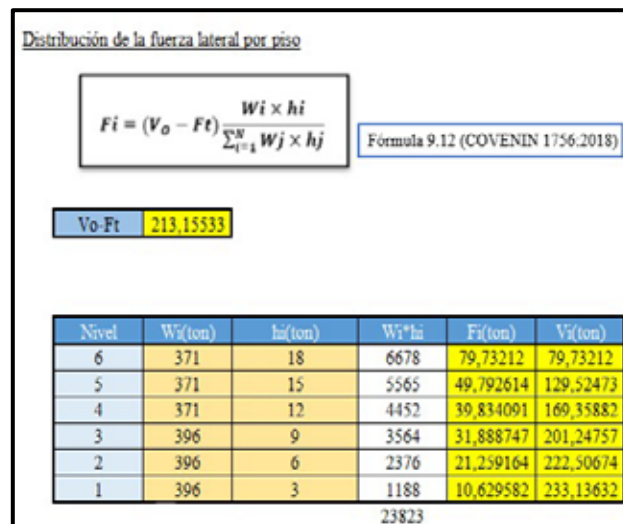 Distribución de la fuerza lateral por piso
Fi = (V_O − Ft) Wi × hi / ∑_{i=1}^{N} Wj × hj
Fórmula 9.12 (COVENIN 1756:2018)
Vo-Ft 213,15533
Nivel Wi(ton) hi(ton) Wi*hi Fi(ton) Vi(ton)
6 371 18 6678 79,73212 79,73212
5 371 15 5565 49,792614 129,52473
4 371 12 4452 39,834091 169,35882
3 396 9 3564 31,888747 201,24757
2 396 6 2376 21,259164 222,50674
1 396 3 1188 10,629582 233,13632
23823